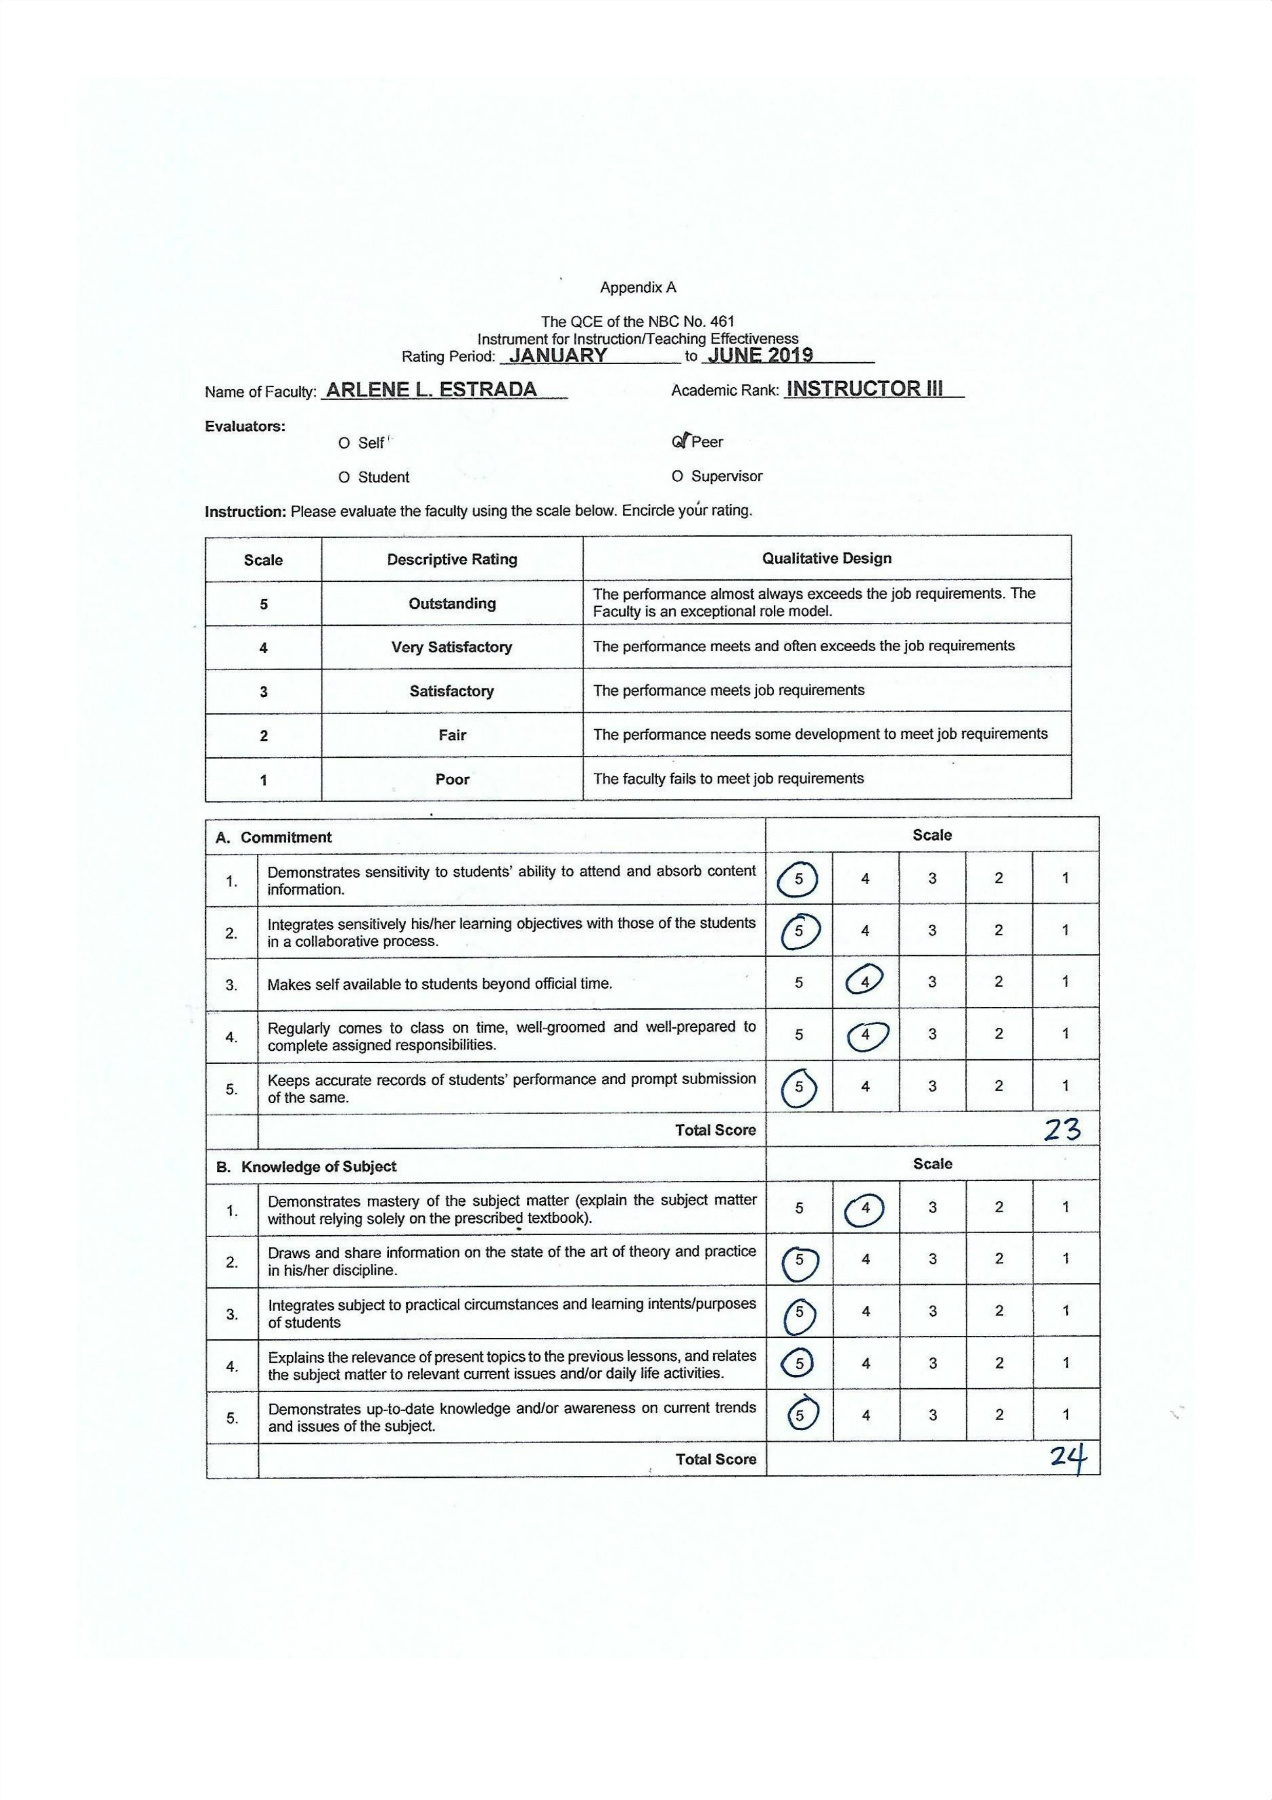 Appendix A
The QCE of the NBC No. 461
Instrument for Instruction/Teaching Effectiveness
Rating Period: JANUARY to JUNE 2019
Name of Faculty: ARLENE L. ESTRADA Academic Rank: INSTRUCTOR III
Evaluators:
O Self O Peer
O Student O Supervisor
Instruction: Please evaluate the faculty using the scale below. Encircle your rating.
Scale Descriptive Rating Qualitative Design
5 Outstanding The performance almost always exceeds the job requirements. The
Faculty is an exceptional role model.
4 Very Satisfactory The performance meets and often exceeds the job requirements
3 Satisfactory The performance meets job requirements
2 Fair The performance needs some development to meet job requirements
1 Poor The faculty fails to meet job requirements
A. Commitment Scale
1. Demonstrates sensitivity to students' ability to attend and absorb content
information. 5 4 3 2 1
2. Integrates sensitively his/her learning objectives with those of the students
in a collaborative process. 5 4 3 2 1
3. Makes self available to students beyond official time. 5 4 3 2 1
4. Regularly comes to class on time, well-groomed and well-prepared to
complete assigned responsibilities. 5 4 3 2 1
5. Keeps accurate records of students' performance and prompt submission
of the same. 5 4 3 2 1
Total Score 23
B. Knowledge of Subject Scale
1. Demonstrates mastery of the subject matter (explain the subject matter
without relying solely on the prescribed textbook). 5 4 3 2 1
2. Draws and share information on the state of the art of theory and practice
in his/her discipline. 5 4 3 2 1
3. Integrates subject to practical circumstances and learning intents/purposes
of students 5 4 3 2 1
4. Explains the relevance of present topics to the previous lessons, and relates
the subject matter to relevant current issues and/or daily life activities. 5 4 3 2 1
5. Demonstrates up-to-date knowledge and/or awareness on current trends
and issues of the subject. 5 4 3 2 1
Total Score 24